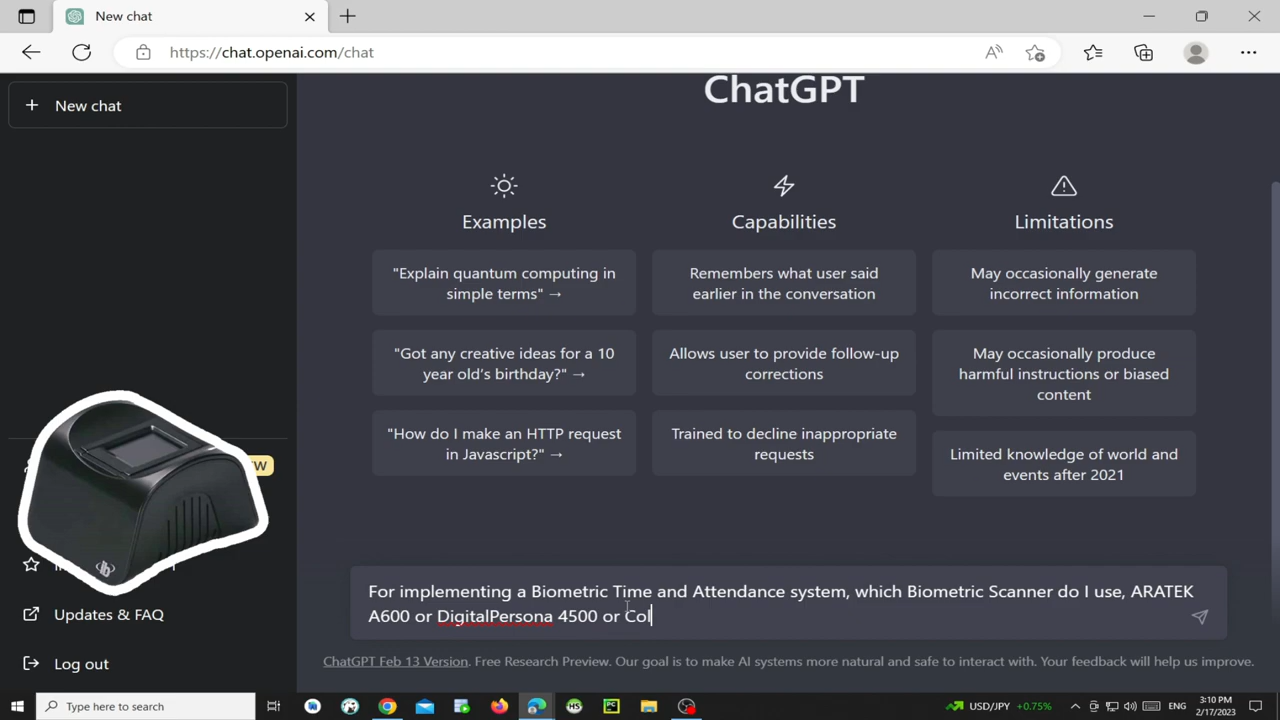 New chat
https://chat.openai.com/chat
New chat
ChatGPT
Examples
Capabilities
Limitations
"Explain quantum computing in
simple terms" →
Remembers what user said
earlier in the conversation
May occasionally generate
incorrect information
"Got any creative ideas for a 10
year old's birthday?" →
Allows user to provide follow-up
corrections
May occasionally produce
harmful instructions or biased
content
"How do I make an HTTP request
in Javascript?" →
Trained to decline inappropriate
requests
Limited knowledge of world and
events after 2021
For implementing a Biometric Time and Attendance system, which Biometric Scanner do I use, ARATEK
A600 or DigitalPersona 4500 or Col
Updates & FAQ
Log out
ChatGPT Feb 13 Version. Free Research Preview. Our goal is to make AI systems more natural and safe to interact with. Your feedback will help us improve.
Type here to search
USD/JPY +0.75%
ENG
3:10 PM
2/17/2023